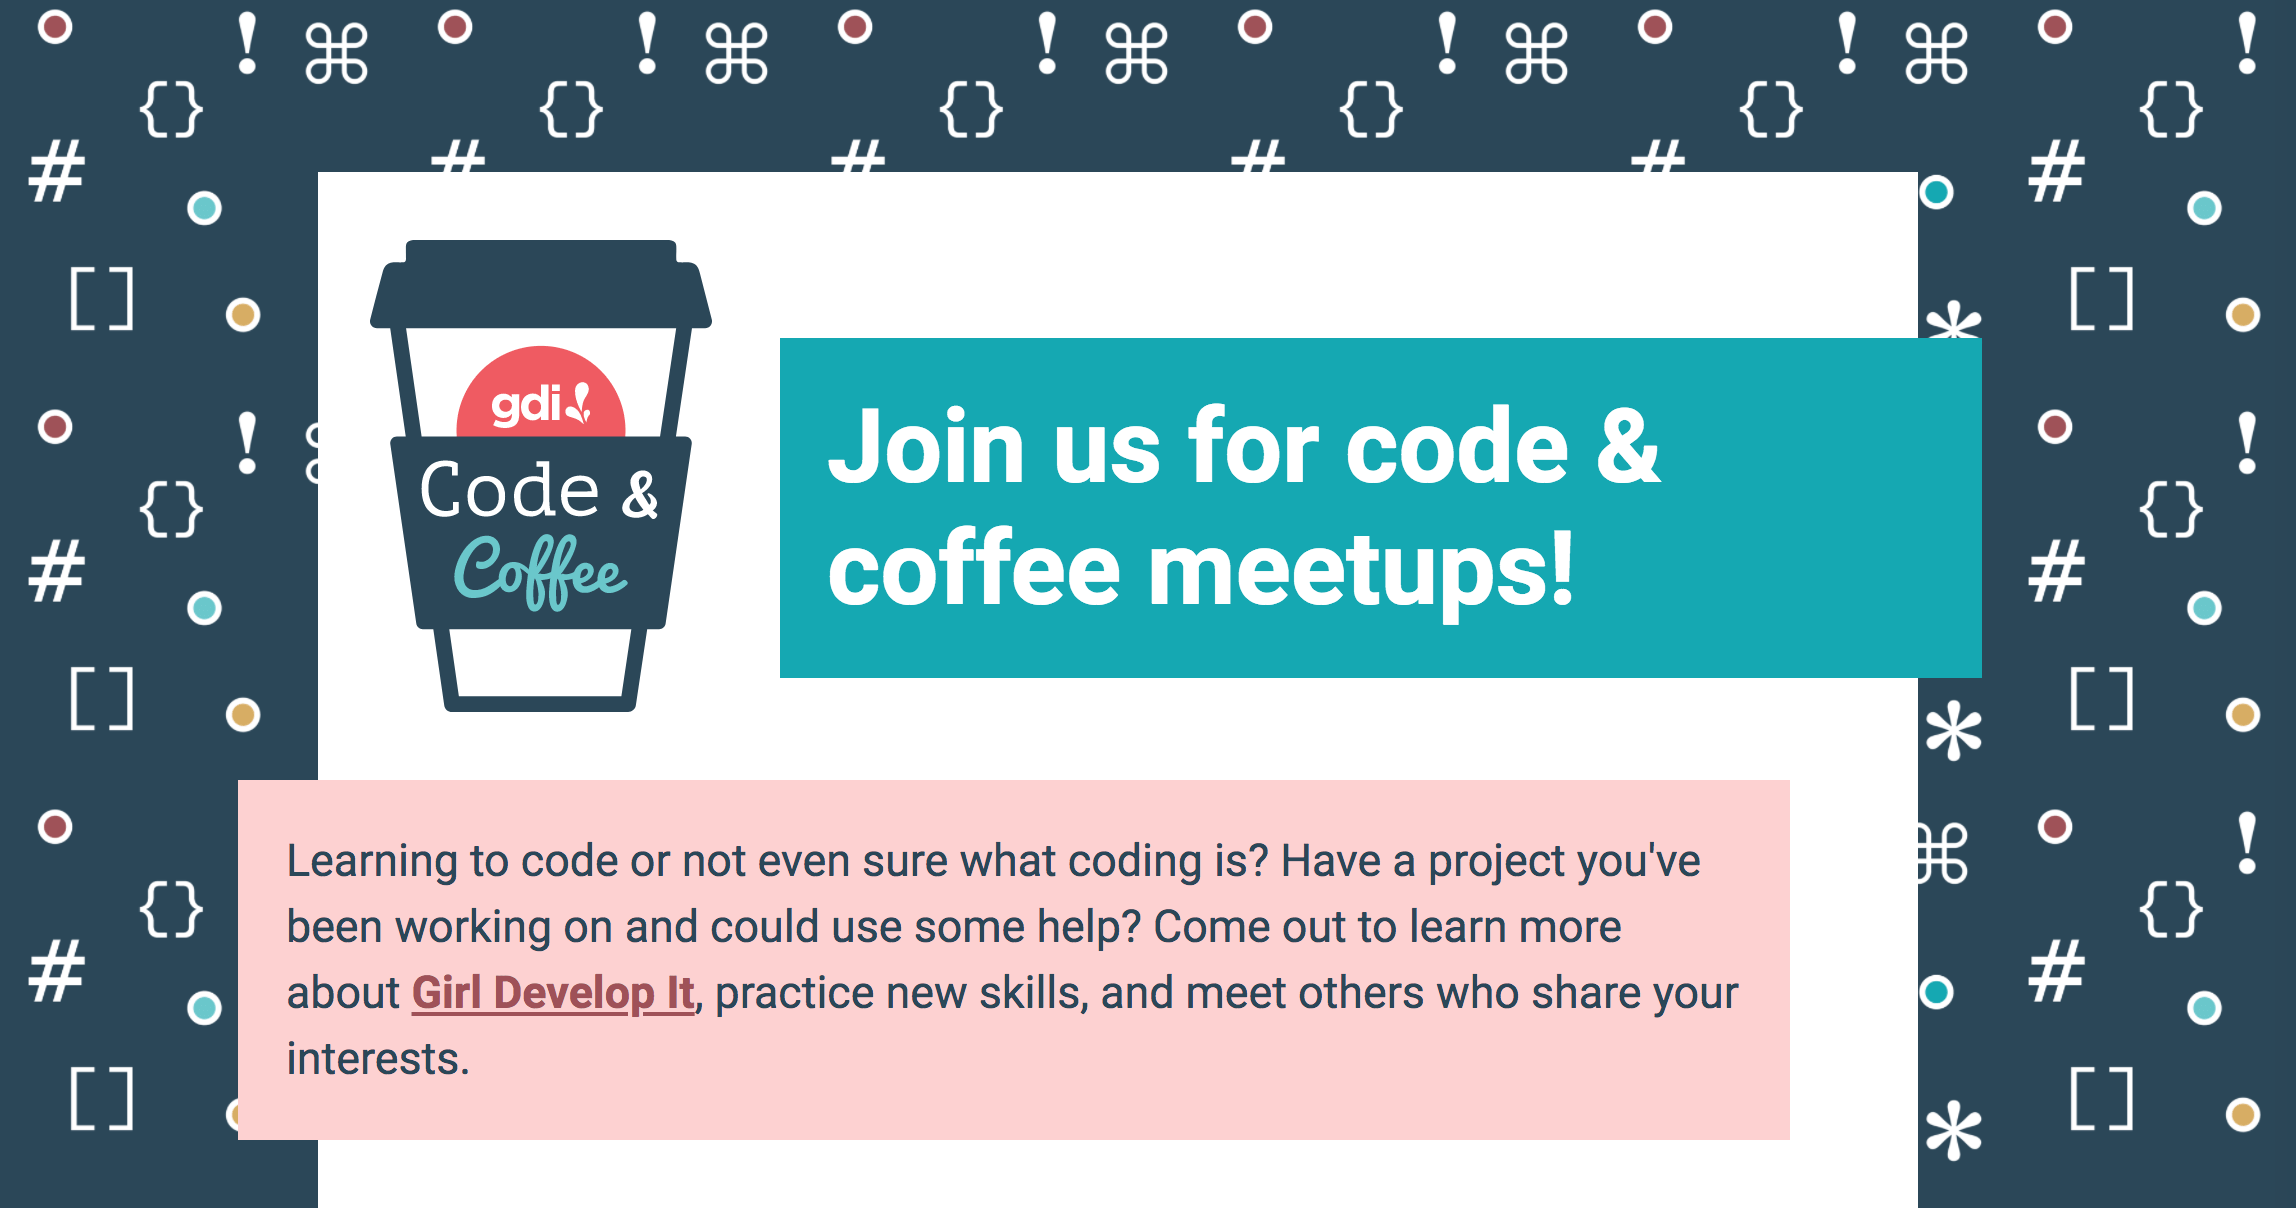 gdi
Code &
Coffee
Join us for code &
coffee meetups!
Learning to code or not even sure what coding is? Have a project you've
been working on and could use some help? Come out to learn more
about Girl Develop It, practice new skills, and meet others who share your
interests.